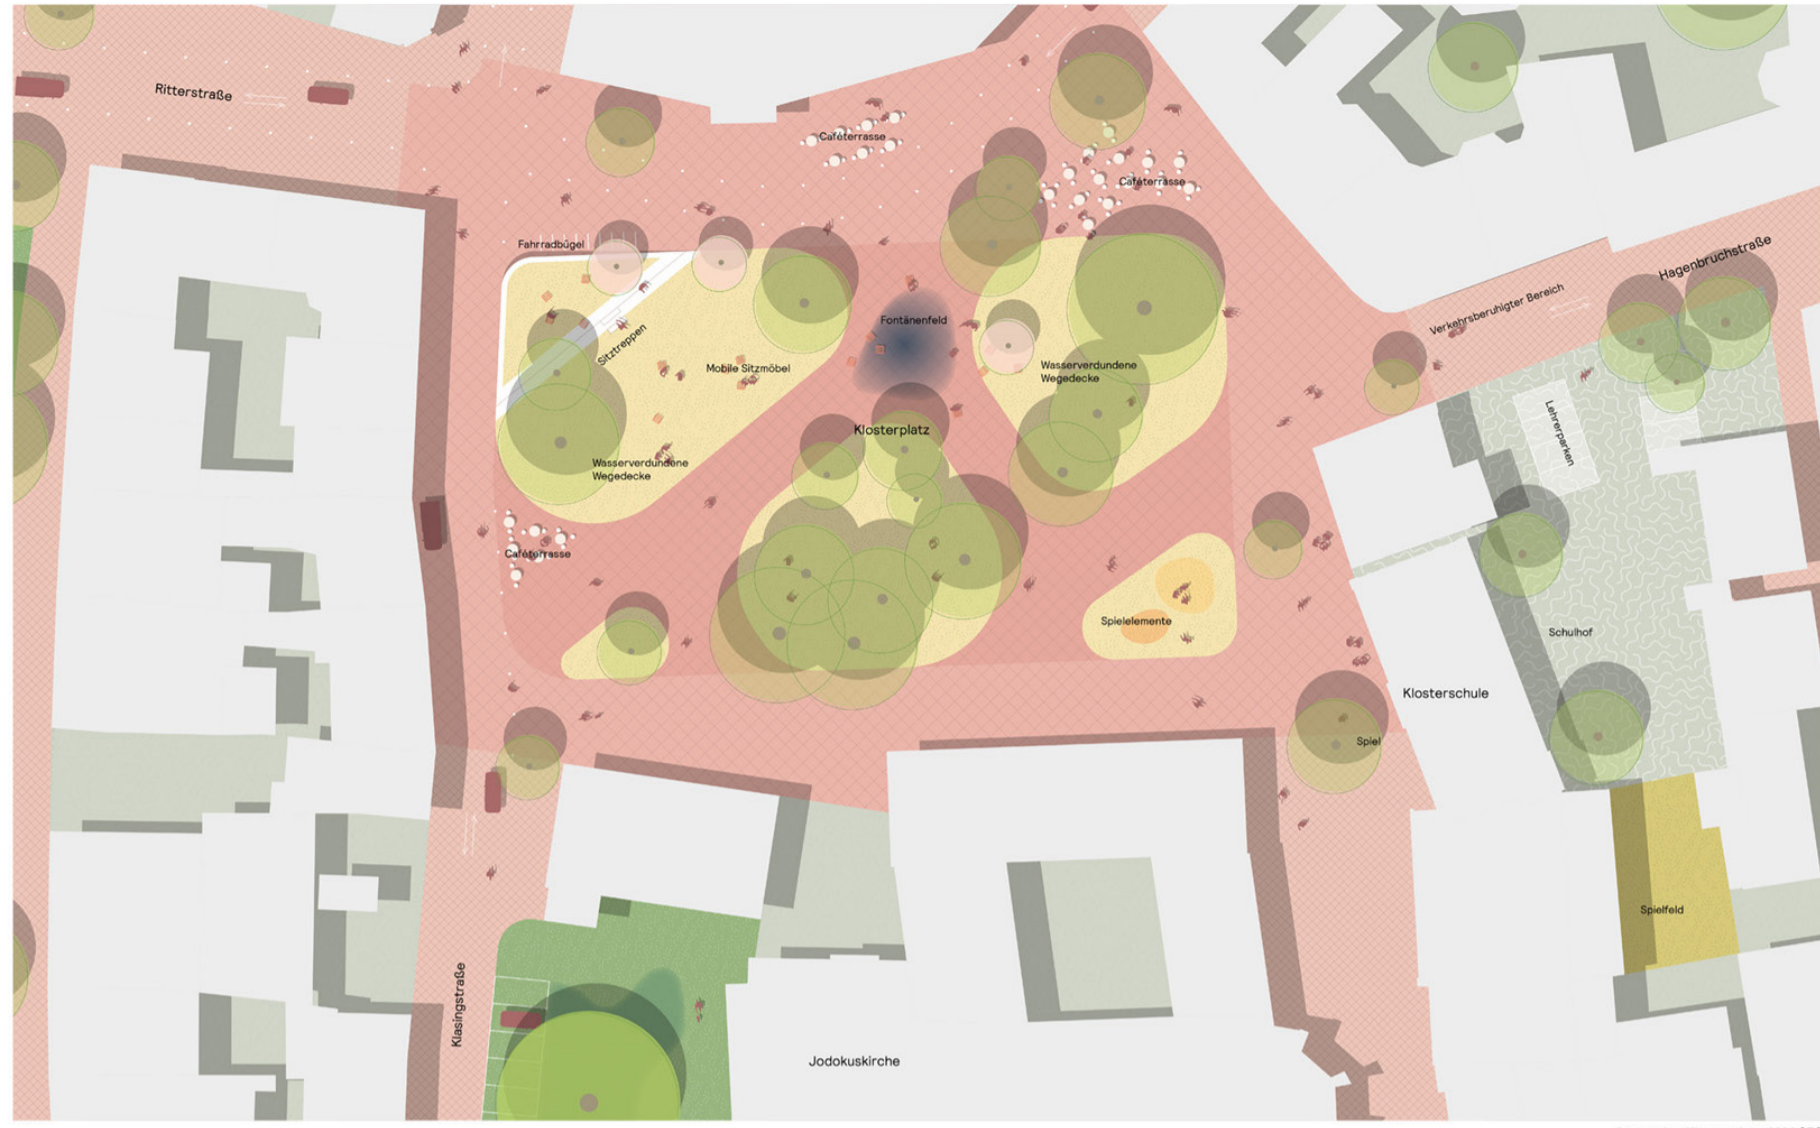 Ritterstraße
Caféterrasse
Caféterrasse
Fahrradbügel
Hagenbruchstraße
Verkehrsberuhigter Bereich
Fontänenfeld
Sitztreppen
Mobile Sitzmöbel
Wasserverdundene
Wegedecke
Klosterplatz
Lehrerparken
Wasserverdundene
Wegedecke
Caféterrasse
Spielelemente
Schulhof
Klosterschule
Spiel
Spielfeld
Klasingstraße
Jodokuskirche